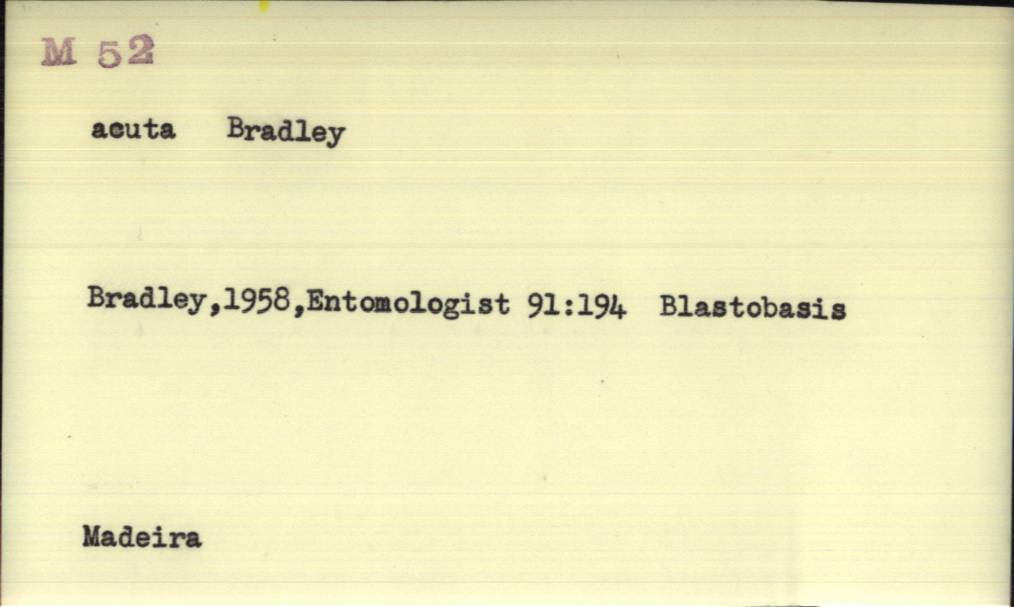 M 52
acuta Bradley
Bradley,1958,Entomologist 91:194 Blastobasis
Madeira